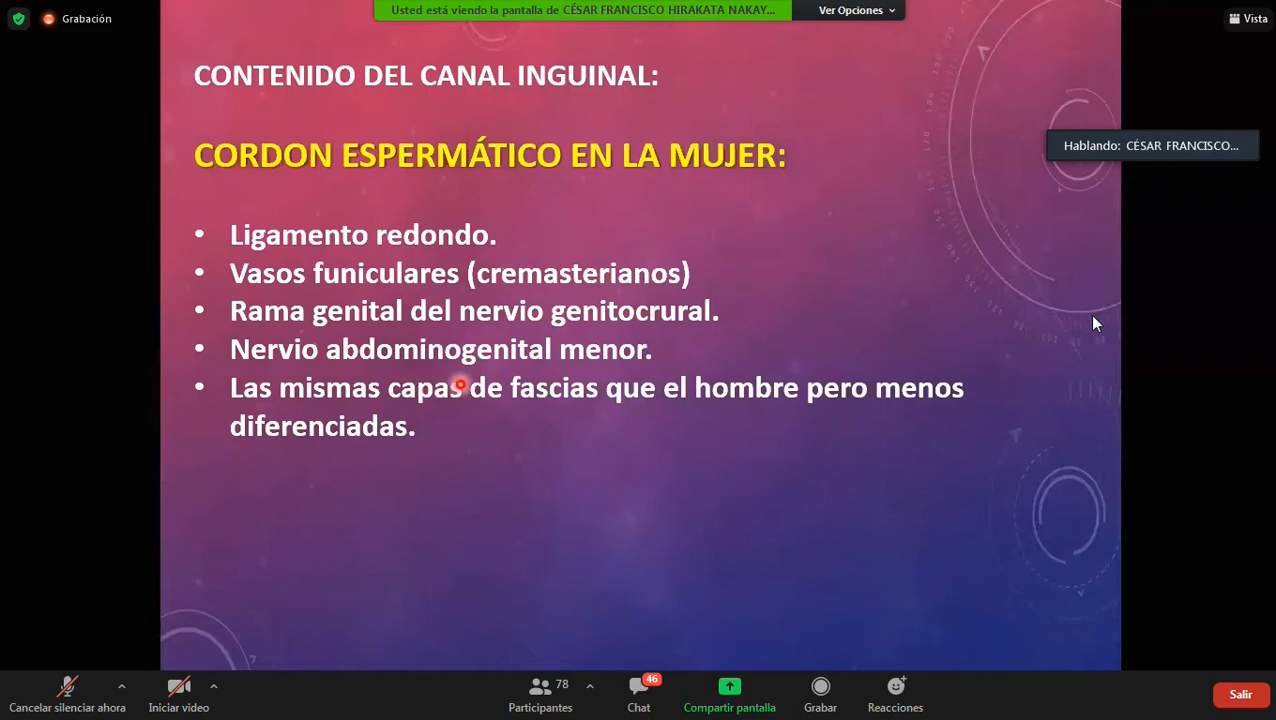 Grabación
Usted está viendo la pantalla de CÉSAR FRANCISCO HIRAKATA NAKAY...
Ver Opciones
Vista
CONTENIDO DEL CANAL INGUINAL:
Hablando: CÉSAR FRANCISCO...
CORDON ESPERMÁTICO EN LA MUJER:
• Ligamento redondo.
• Vasos funiculares (cremasterianos)
• Rama genital del nervio genitocrural.
• Nervio abdominogenital menor.
• Las mismas capas de fascias que el hombre pero menos
diferenciadas.
78
46
Cancelar silenciar ahora
Iniciar video
Participantes
Chat
Compartir pantalla
Grabar
Reacciones
Salir